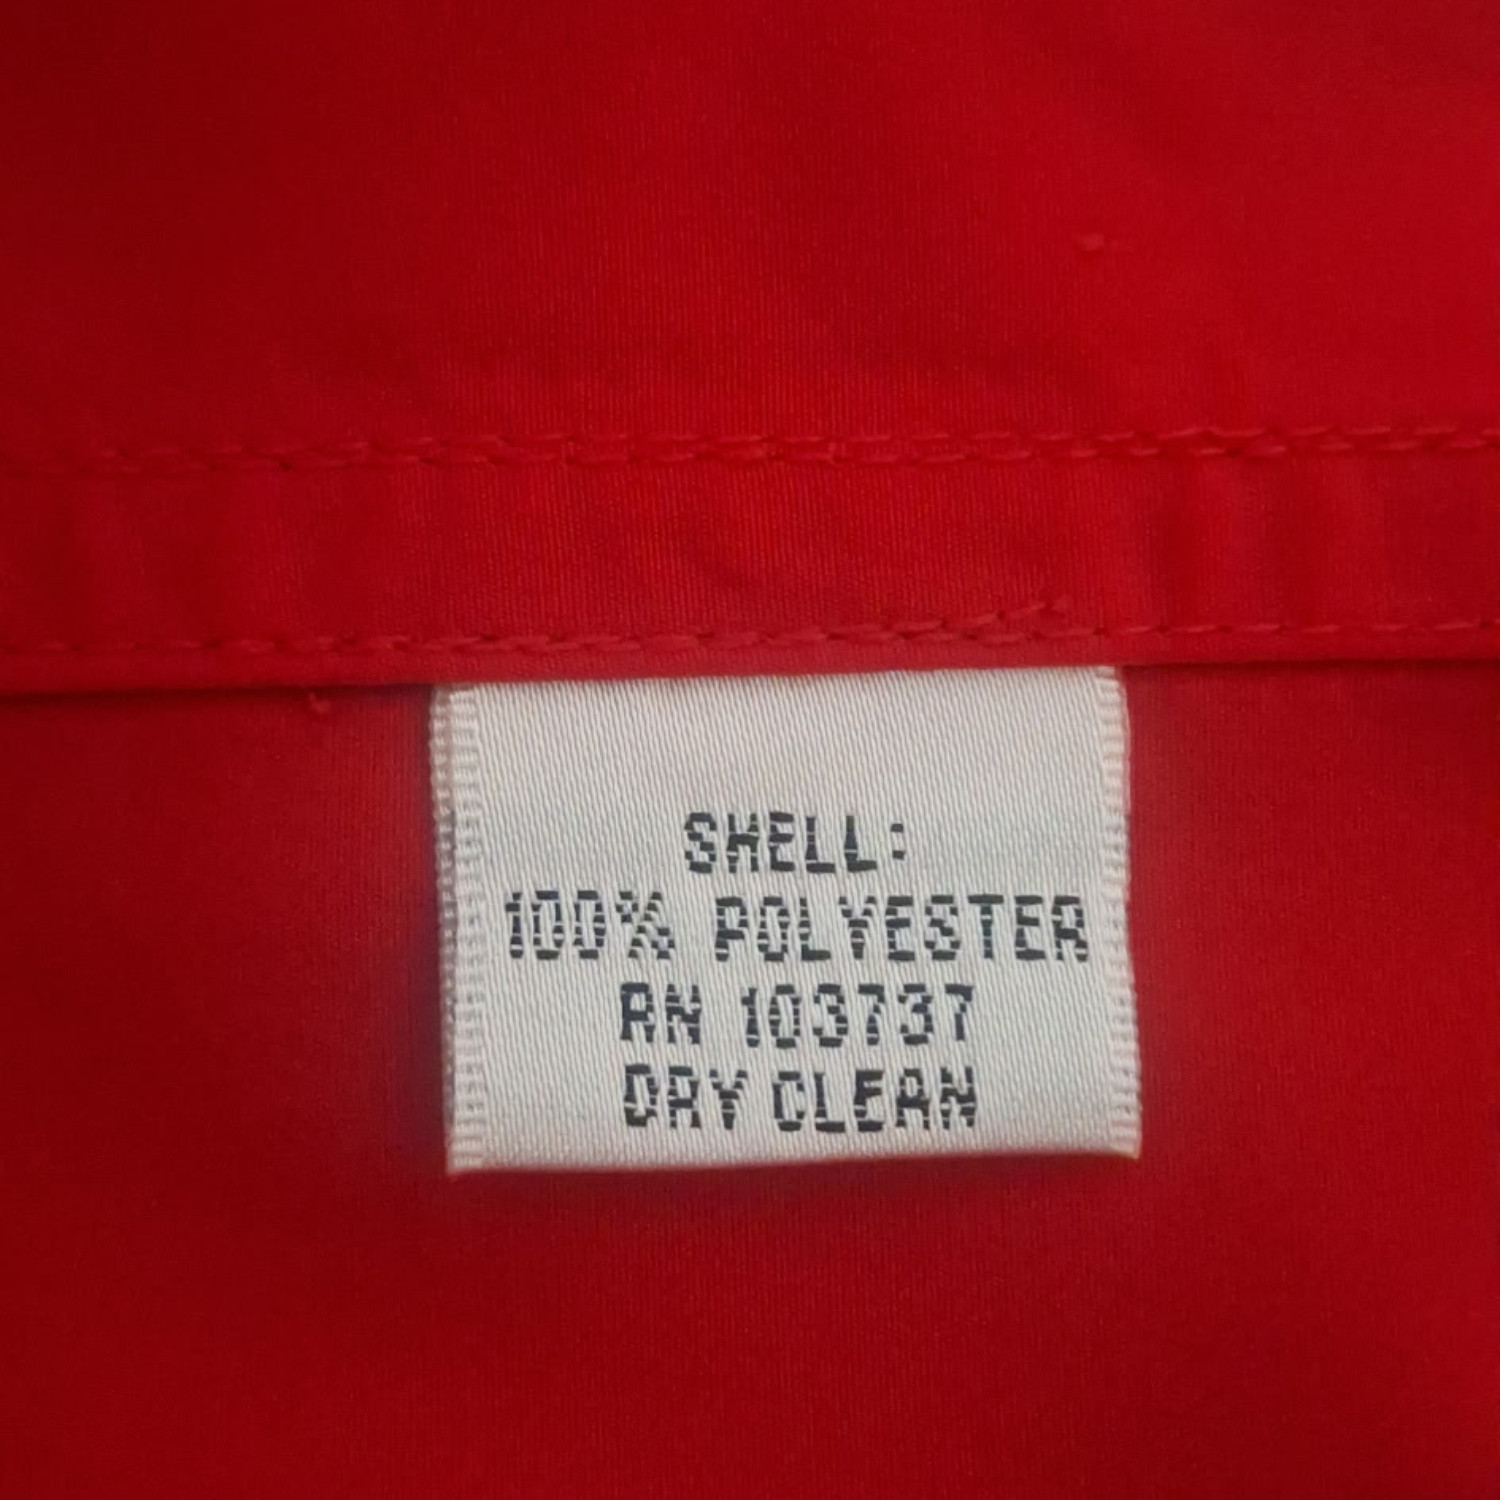 SHELL:
100% POLYESTER
RN 103737
DRY CLEAN